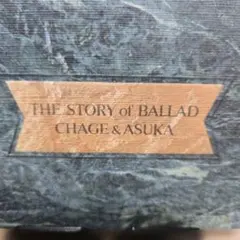 THE STORY of BALLAD
CHAGE & ASUKA